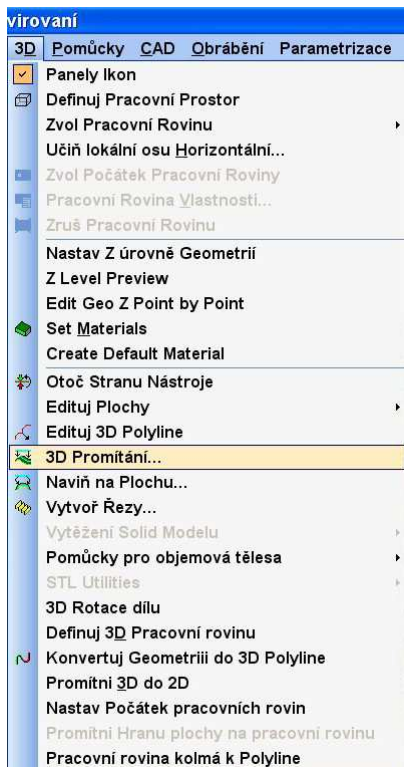 virovaní
3D Pomůcky CAD Obrábění Parametrizace
Panely Ikon
Definuj Pracovní Prostor
Zvol Pracovní Rovinu
Učiň lokální osu Horizontální...
Zvol Počátek Pracovní Roviny
Pracovní Rovina Vlastnosti...
Zruš Pracovní Rovinu
Nastav Z úrovně Geometrií
Z Level Preview
Edit Geo Z Point by Point
Set Materials
Create Default Material
Otoč Stranu Nástroje
Edituj Plochy
Edituj 3D Polyline
3D Promítání...
Naviň na Plochu...
Vytvoř Řezy...
Vytěžení Solid Modelu
Pomůcky pro objemová tělesa
STL Utilities
3D Rotace dílu
Definuj 3D Pracovní rovinu
Konvertuj Geometriii do 3D Polyline
Promítni 3D do 2D
Nastav Počátek pracovních rovin
Promítni Hranu plochy na pracovní rovinu
Pracovní rovina kolmá k Polyline